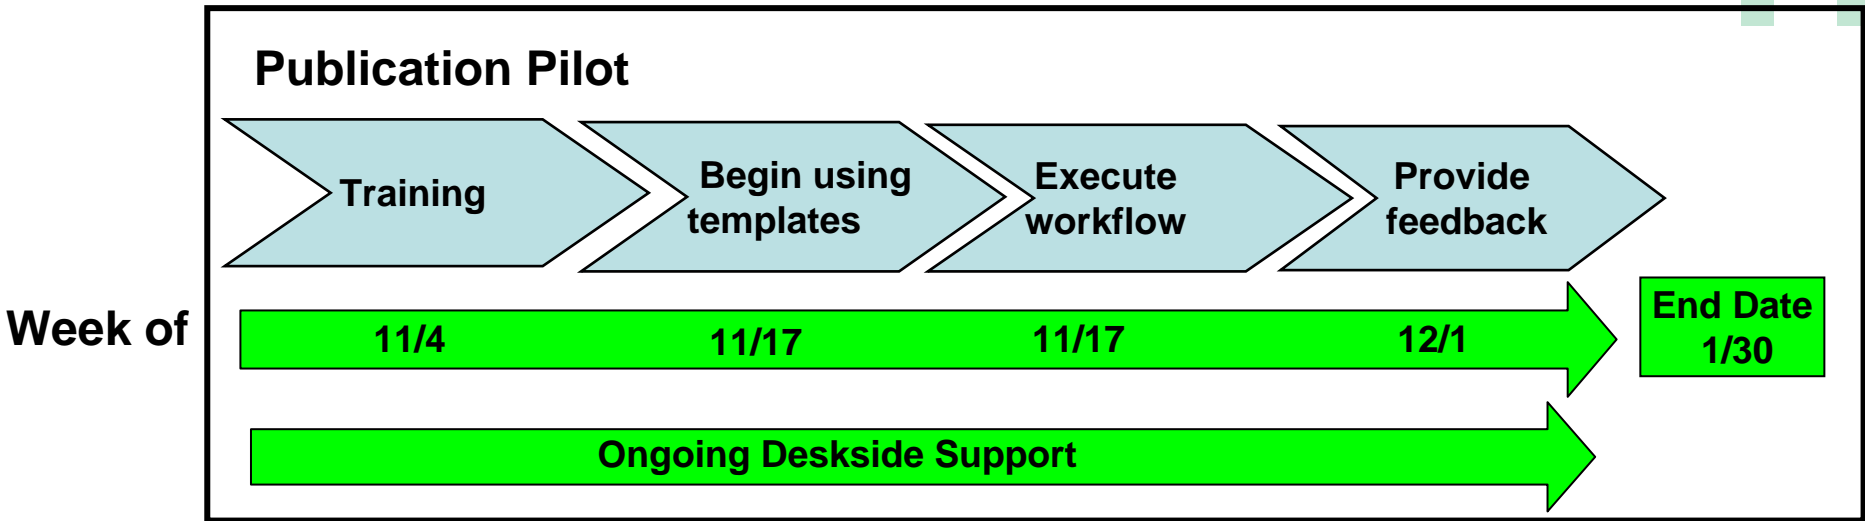 Publication Pilot
Training
Begin using
templates
Execute
workflow
Provide
feedback
Week of
11/4
11/17
11/17
12/1
End Date
1/30
Ongoing Deskside Support